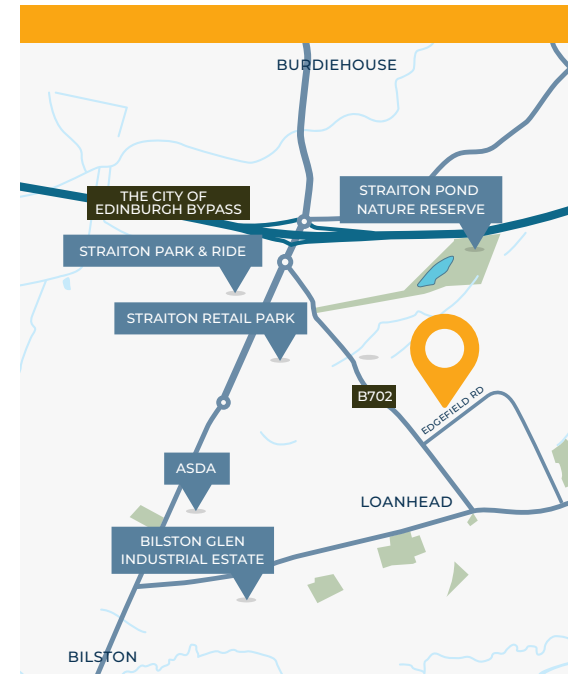 BURDIEHOUSE
THE CITY OF
EDINBURGH BYPASS
STRAITON POND
NATURE RESERVE
STRAITON PARK & RIDE
STRAITON RETAIL PARK
B702
EDGEFIELD RD
ASDA
LOANHEAD
BILSTON GLEN
INDUSTRIAL ESTATE
BILSTON